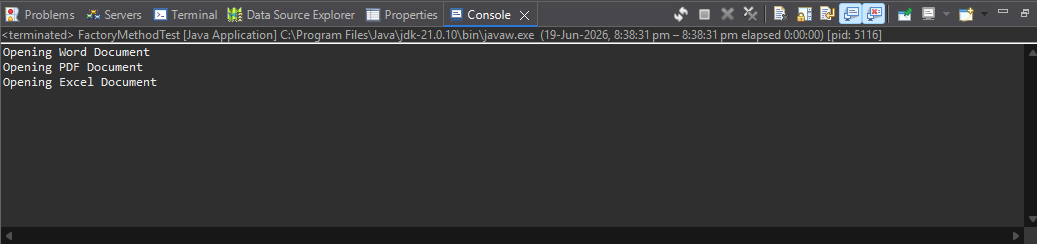 Problems Servers Terminal Data Source Explorer Properties Console
<terminated> FactoryMethodTest [Java Application] C:\Program Files\Java\jdk-21.0.10\bin\javaw.exe (19-Jun-2026, 8:38:31 pm – 8:38:31 pm elapsed 0:00:00) [pid: 5116]
Opening Word Document
Opening PDF Document
Opening Excel Document